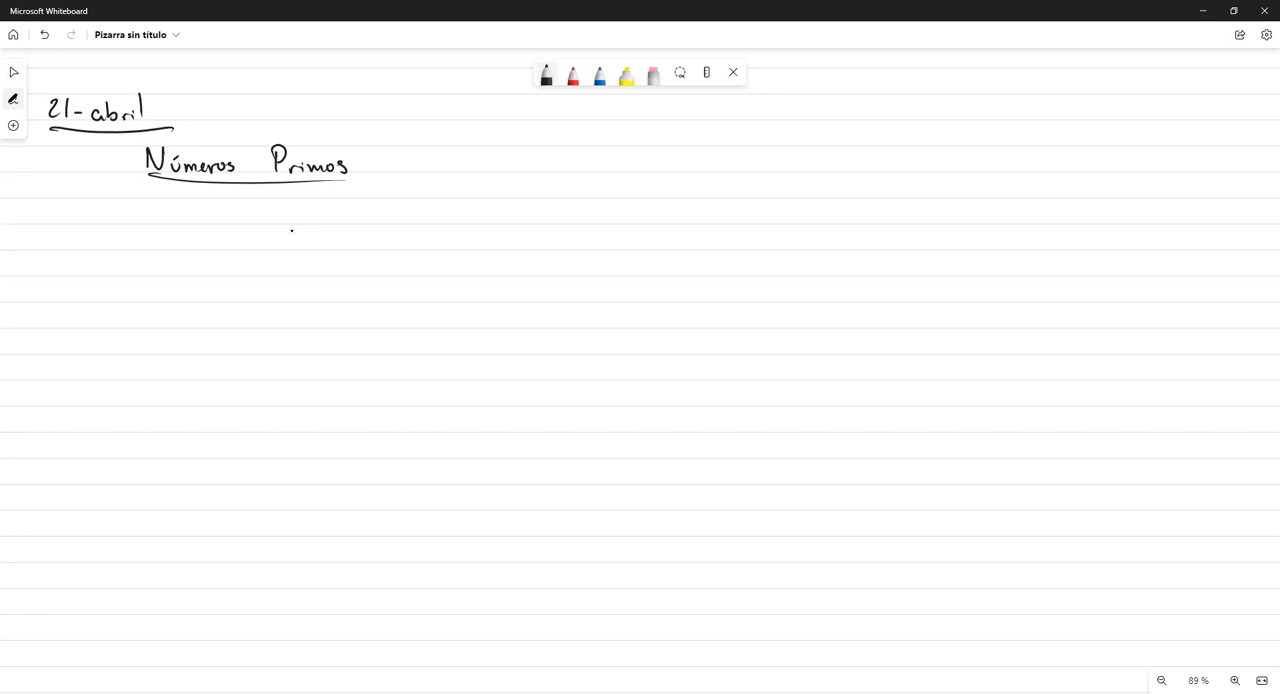 Microsoft Whiteboard
Pizarra sin título
21-abril
Números Primos
89 %